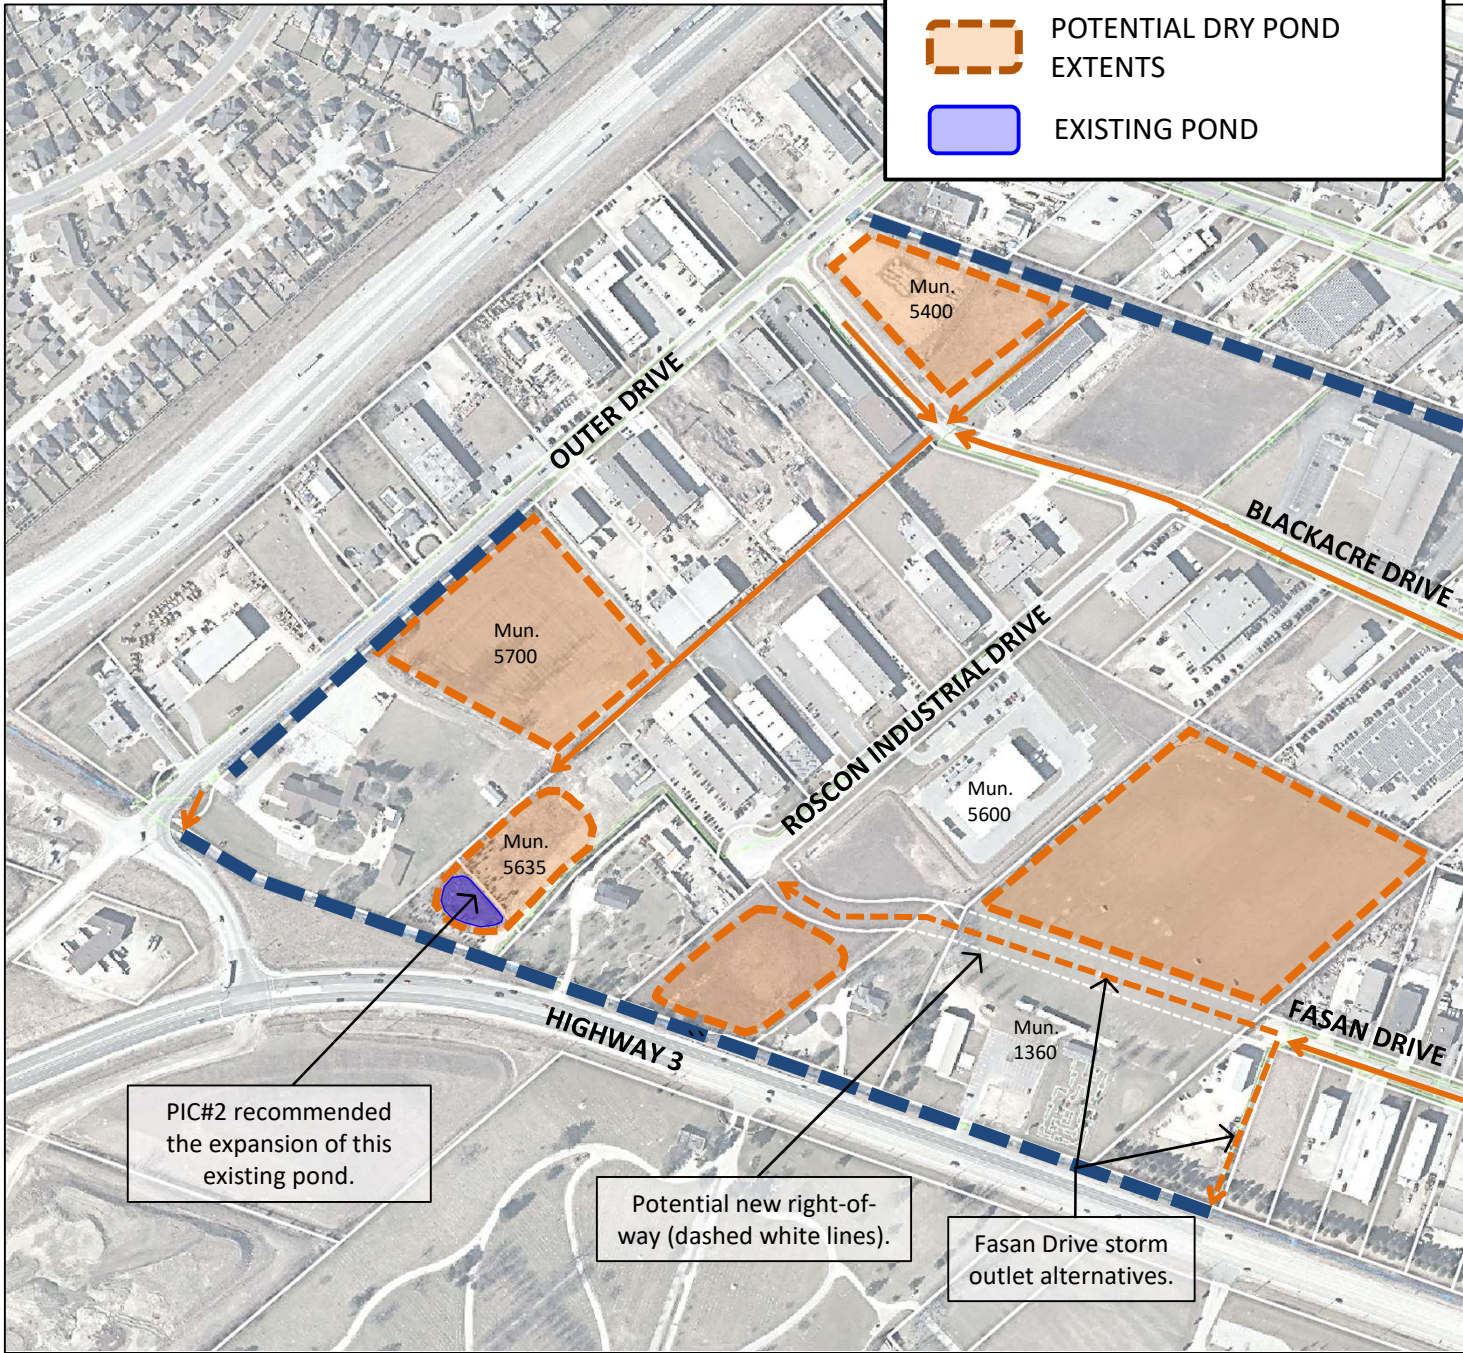 POTENTIAL DRY POND
EXTENTS
EXISTING POND
Mun.
5400
OUTER DRIVE
BLACKACRE DRIVE
Mun.
5700
ROSCON INDUSTRIAL DRIVE
Mun.
5600
Mun.
5635
FASAN DRIVE
HIGHWAY 3
Mun.
1360
PIC#2 recommended
the expansion of this
existing pond.
Potential new right-of-
way (dashed white lines).
Fasan Drive storm
outlet alternatives.